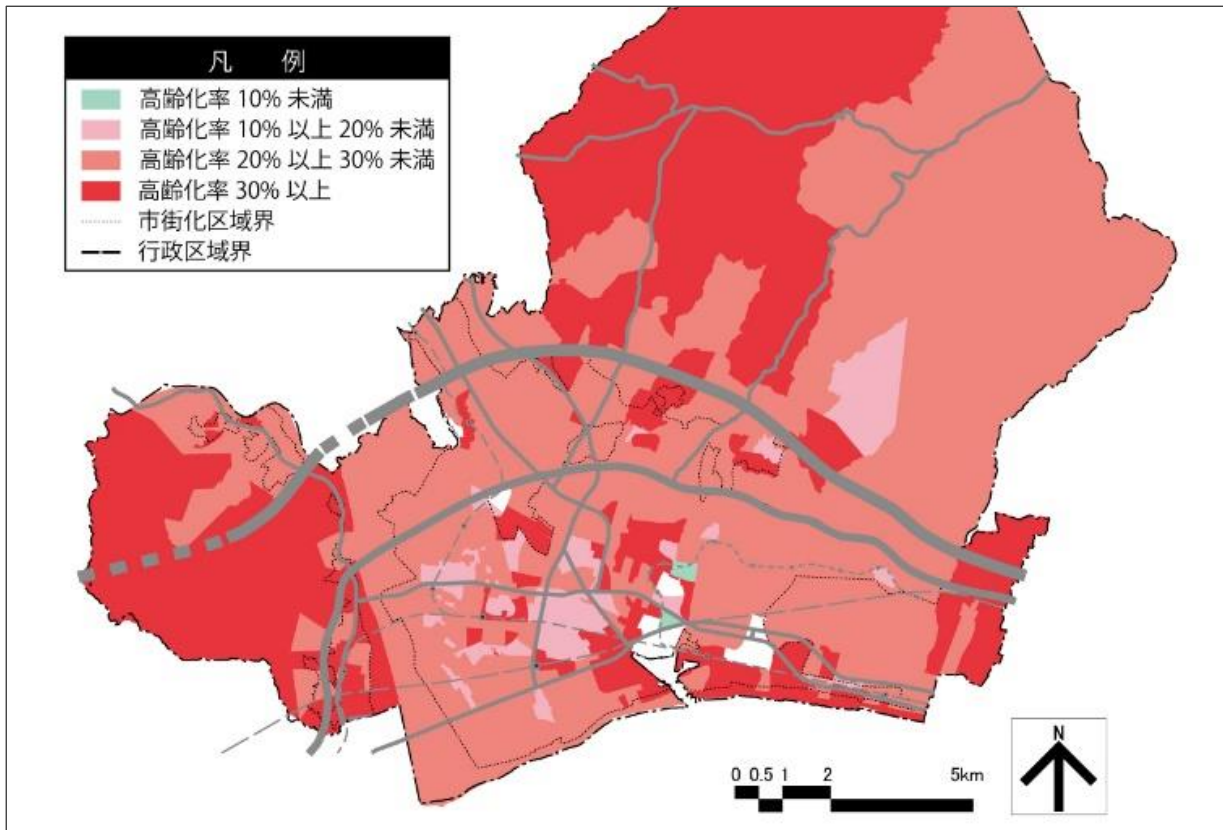 凡 例
高齢化率 10% 未満
高齢化率 10% 以上 20% 未満
高齢化率 20% 以上 30% 未満
高齢化率 30% 以上
市街化区域界
行政区域界
0 0.5 1 2 5km
N